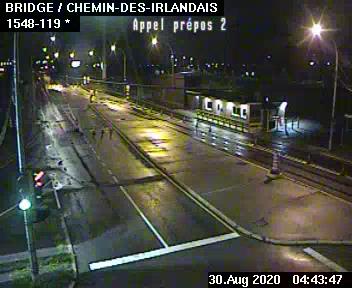 BRIDGE / CHEMIN-DES-IRLANDAIS
1548-119 *
Appel prépos 2
30.Aug 2020 04:43:47